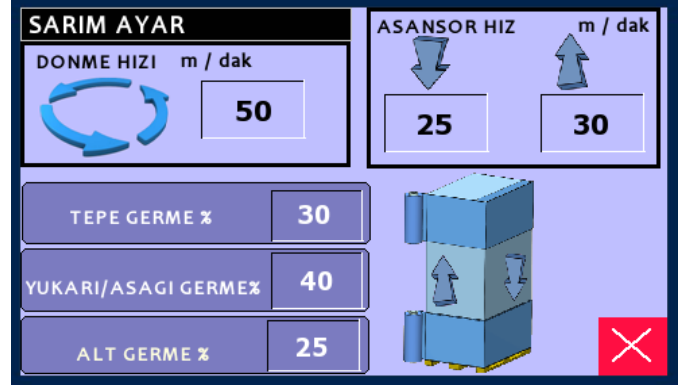 SARIM AYAR
DONME HIZI m / dak
50
ASANSOR HIZ m / dak
25 30
TEPE GERME % 30
YUKARI/ASAGI GERME% 40
ALT GERME % 25